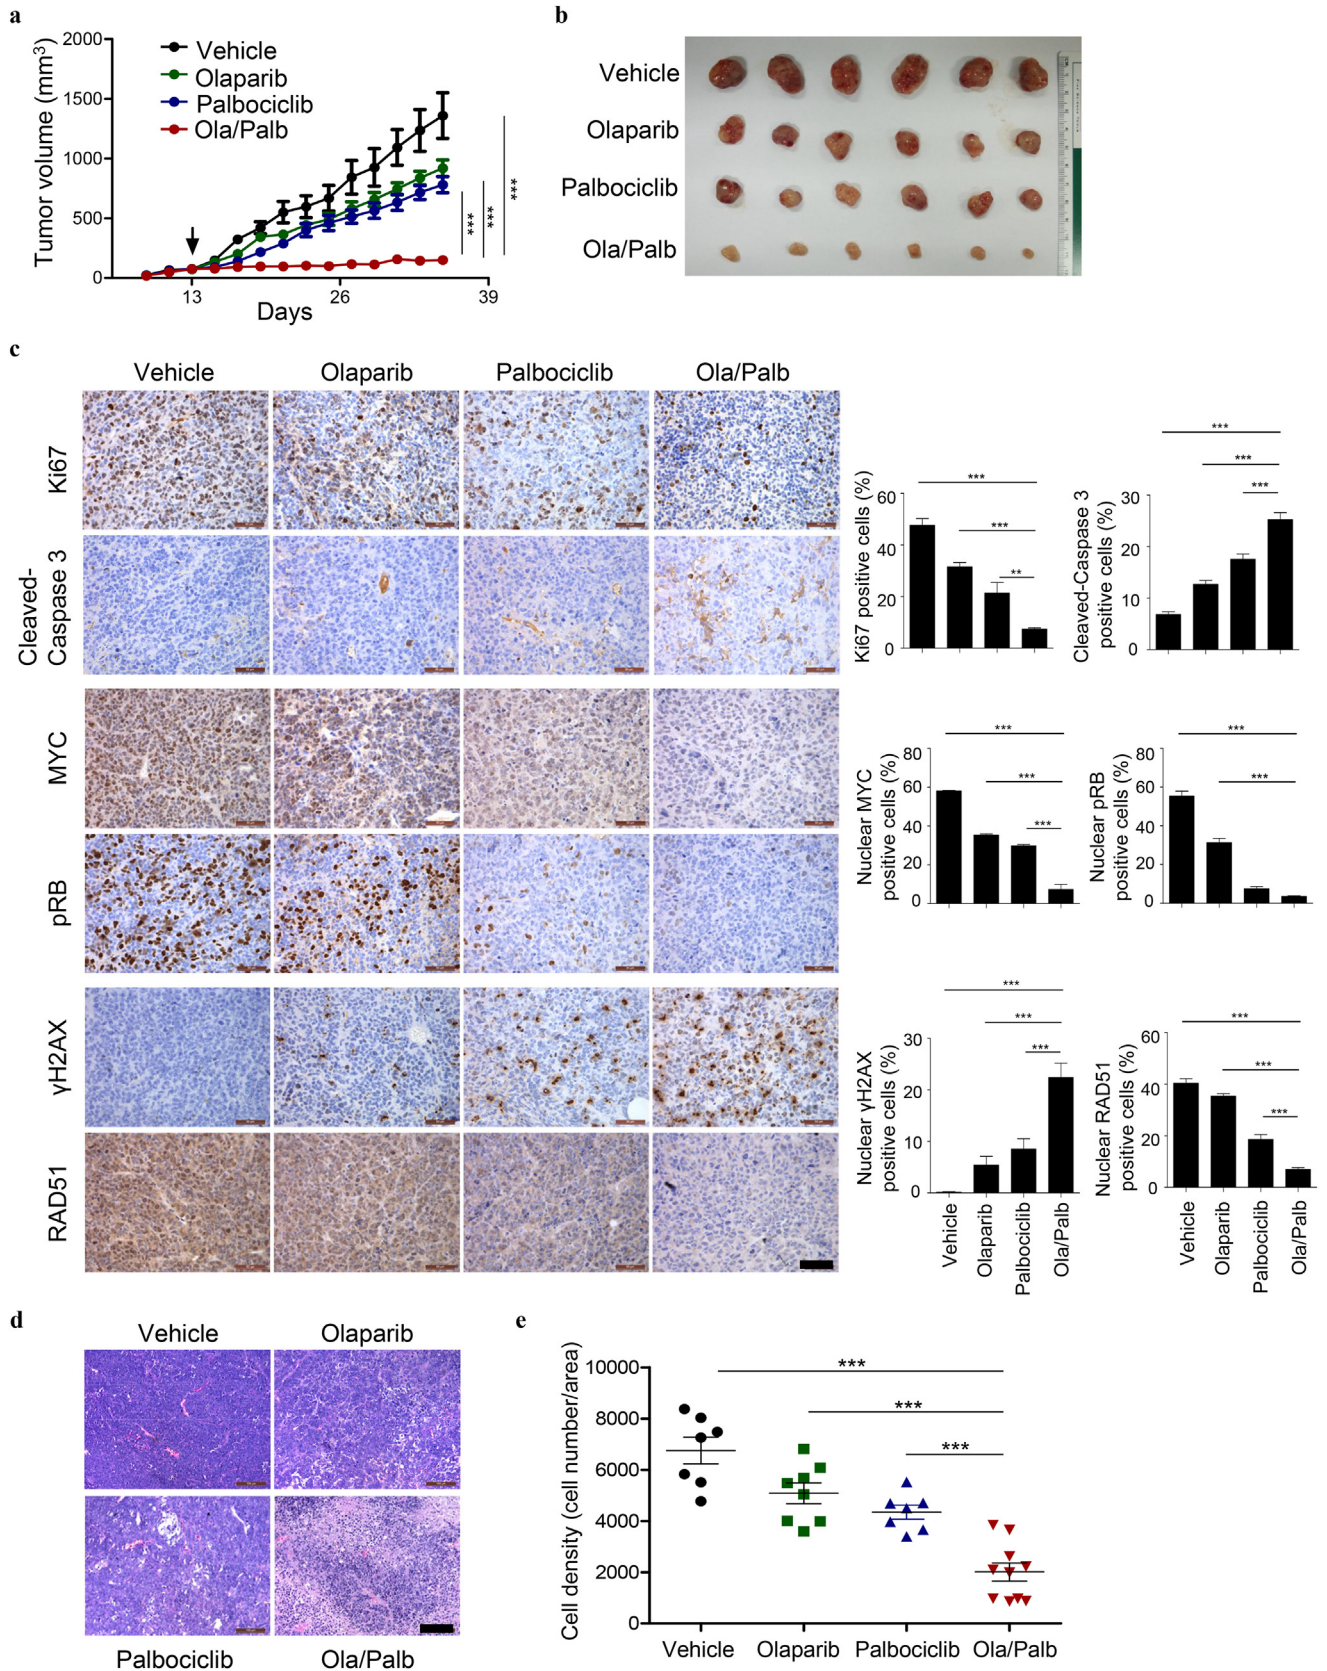 a
2000
1500
1000
500
0
Tumor volume (mm³)
Vehicle
Olaparib
Palbociclib
Ola/Palb
***
***
***
13
26
39
Days
b
Vehicle
Olaparib
Palbociclib
Ola/Palb
c
Vehicle
Olaparib
Palbociclib
Ola/Palb
Ki67
Cleaved-
Caspase 3
MYC
pRB
γH2AX
RAD51
Ki67 positive cells (%)
60
40
20
0
***
***
**
Cleaved-Caspase 3
positive cells (%)
30
20
10
0
***
***
***
Nuclear MYC
positive cells (%)
80
60
40
20
0
***
***
***
Nuclear pRB
positive cells (%)
80
60
40
20
0
***
***
Nuclear γH2AX
positive cells (%)
30
20
10
0
***
***
***
Vehicle
Olaparib
Palbociclib
Ola/Palb
Nuclear RAD51
positive cells (%)
60
40
20
0
***
***
***
Vehicle
Olaparib
Palbociclib
Ola/Palb
d
Vehicle
Olaparib
Palbociclib
Ola/Palb
e
Cell density (cell number/area)
10000
8000
6000
4000
2000
0
***
***
***
Vehicle
Olaparib
Palbociclib
Ola/Palb